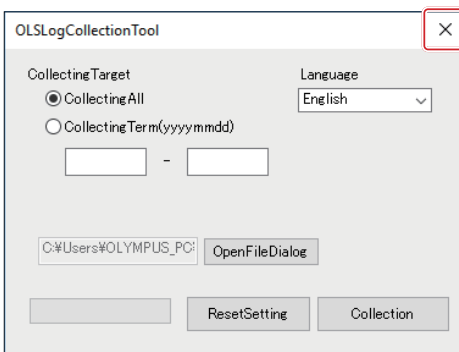 OLSLogCollectionTool
CollectingTarget
Language
CollectingAll
English
CollectingTerm(yyyymmdd)
-
C:¥Users¥OLYMPUS_PC¥
OpenFileDialog
ResetSetting
Collection